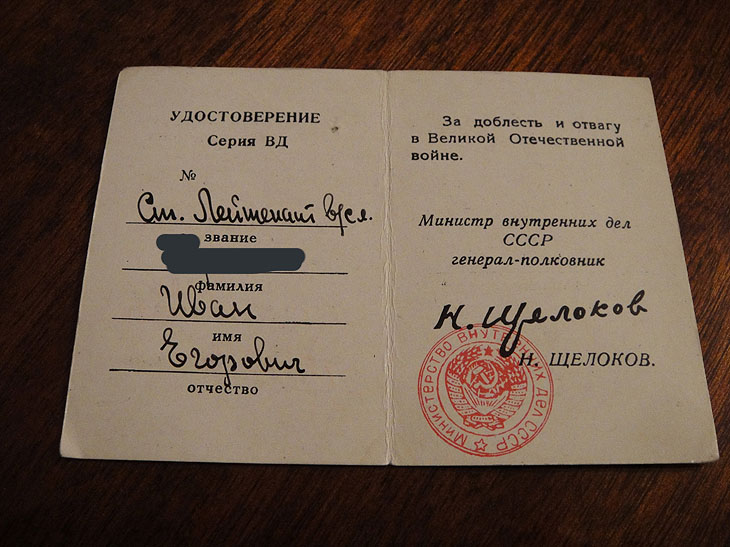 УДОСТОВЕРЕНИЕ
Серия ВД
№
Ст. Лейтенант в/сл.
звание
фамилия
Иван
имя
Егорович
отчество
За доблесть и отвагу
в Великой Отечественной
войне.
Министр внутренних дел
СССР
генерал-полковник
Н. Щелоков
Н. ЩЕЛОКОВ.
МИНИСТЕРСТВО ВНУТРЕННИХ ДЕЛ СССР